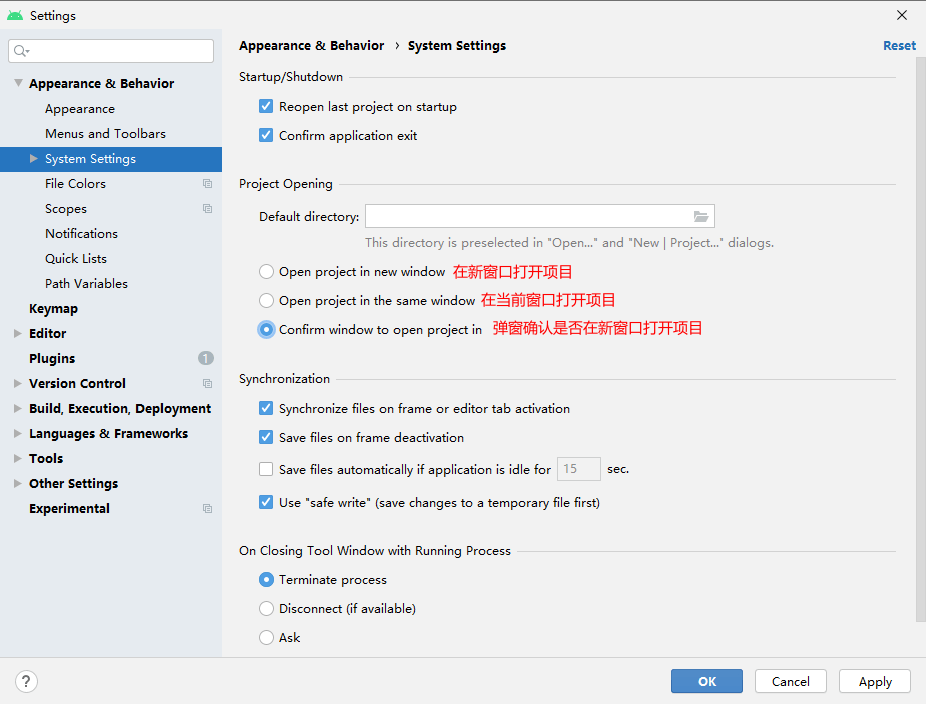 Settings
Appearance & Behavior › System Settings
Reset
Appearance & Behavior
Appearance
Menus and Toolbars
System Settings
File Colors
Scopes
Notifications
Quick Lists
Path Variables
Keymap
Editor
Plugins
1
Version Control
Build, Execution, Deployment
Languages & Frameworks
Tools
Other Settings
Experimental
Startup/Shutdown
Reopen last project on startup
Confirm application exit
Project Opening
Default directory:
This directory is preselected in "Open..." and "New | Project..." dialogs.
Open project in new window 在新窗口打开项目
Open project in the same window 在当前窗口打开项目
Confirm window to open project in 弹窗确认是否在新窗口打开项目
Synchronization
Synchronize files on frame or editor tab activation
Save files on frame deactivation
Save files automatically if application is idle for 15 sec.
Use "safe write" (save changes to a temporary file first)
On Closing Tool Window with Running Process
Terminate process
Disconnect (if available)
Ask
?
OK
Cancel
Apply